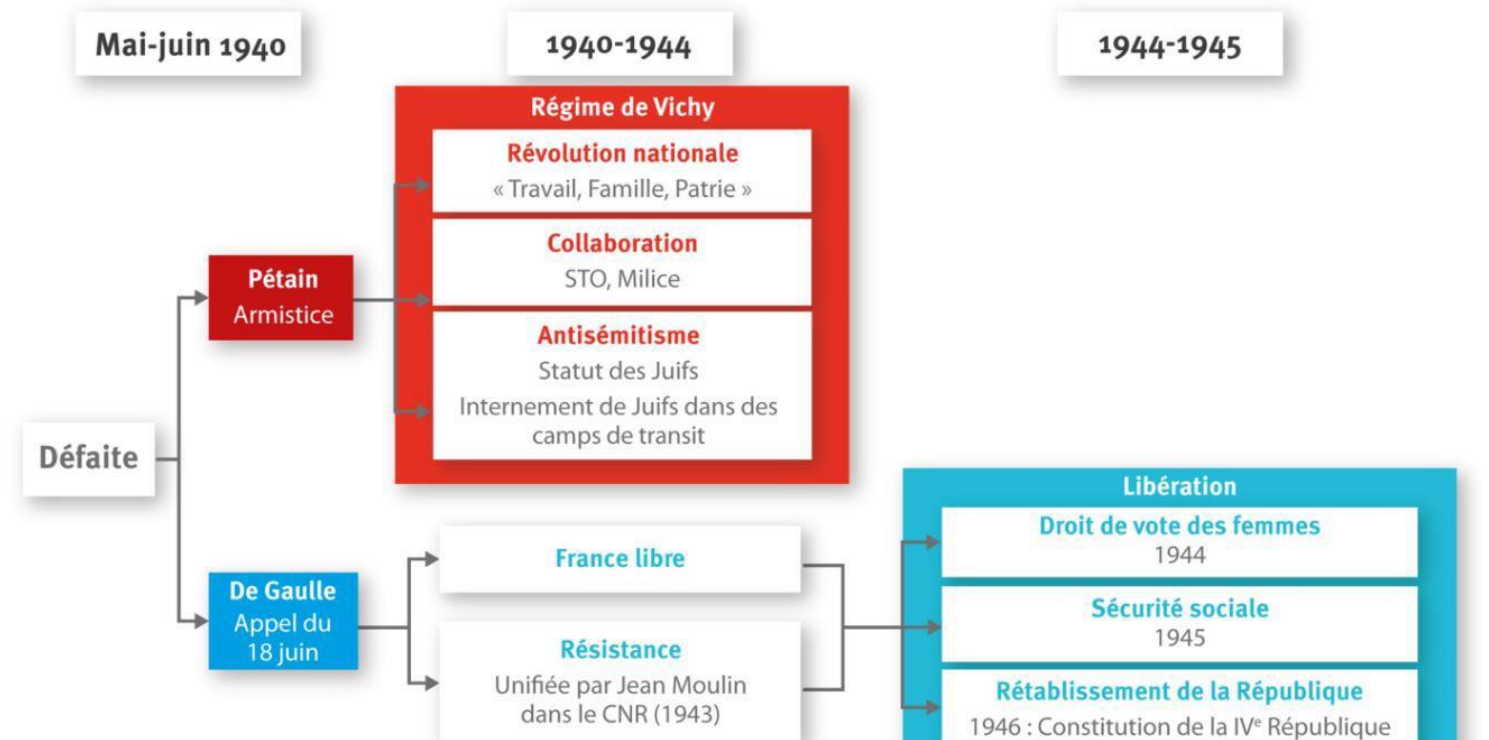 Mai-juin 1940
1940-1944
1944-1945
Défaite
Pétain
Armistice
Régime de Vichy
Révolution nationale
« Travail, Famille, Patrie »
Collaboration
STO, Milice
Antisémitisme
Statut des Juifs
Internement de Juifs dans des
camps de transit
De Gaulle
Appel du
18 juin
France libre
Résistance
Unifiée par Jean Moulin
dans le CNR (1943)
Libération
Droit de vote des femmes
1944
Sécurité sociale
1945
Rétablissement de la République
1946 : Constitution de la IVe République